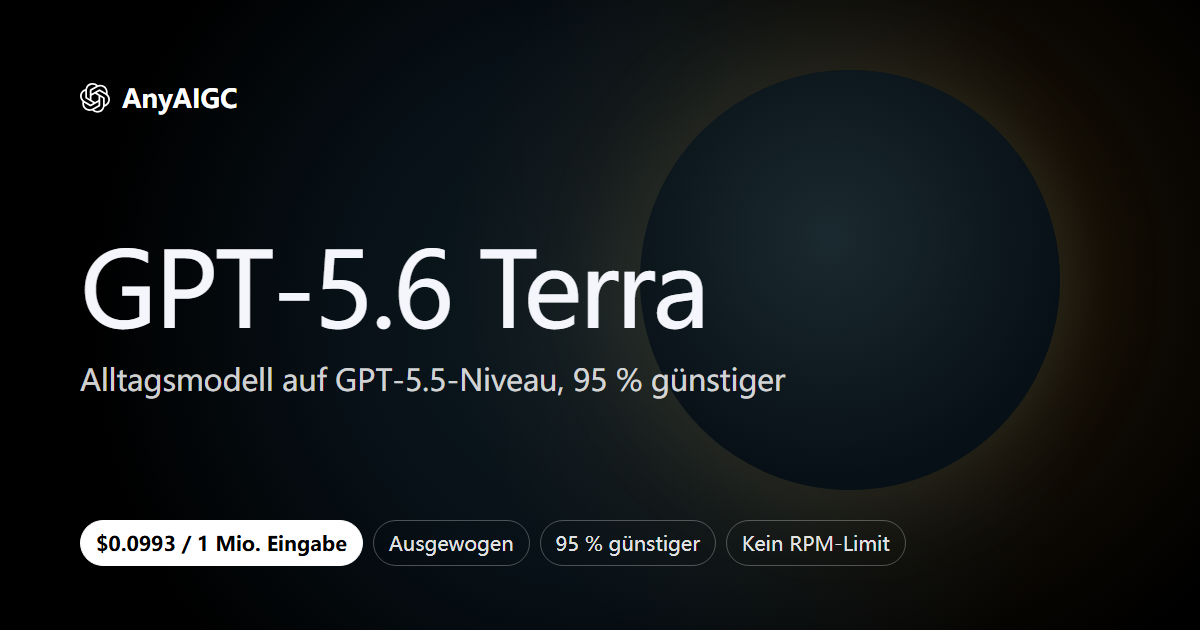 AnyAIGC
GPT-5.6 Terra
Alltagsmodell auf GPT-5.5-Niveau, 95 % günstiger
$0.0993 / 1 Mio. Eingabe
Ausgewogen
95 % günstiger
Kein RPM-Limit